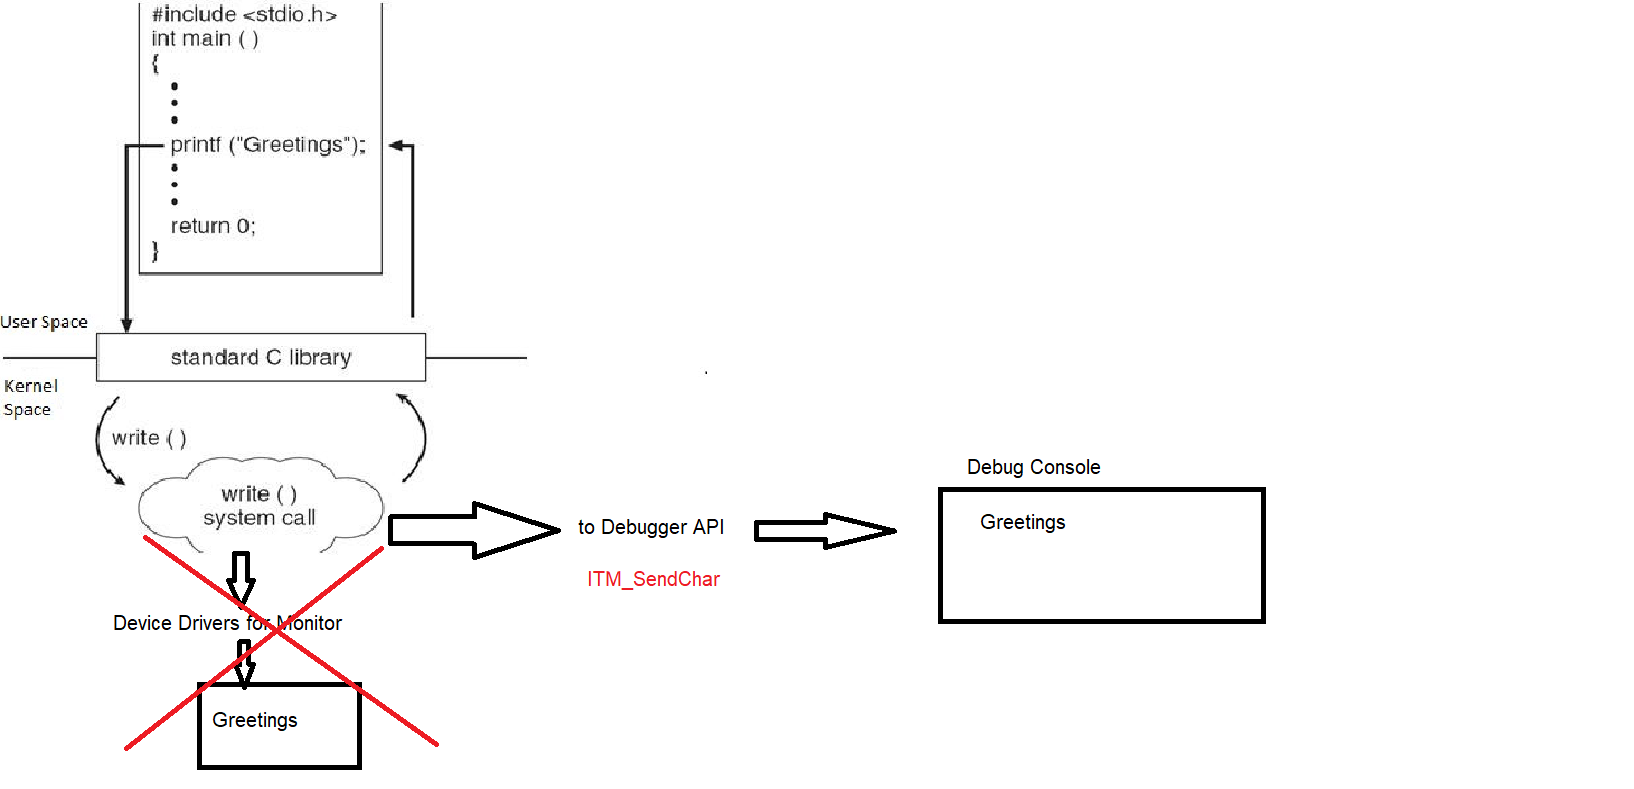 #include <stdio.h>
int main ( )
{
printf ("Greetings");
return 0;
}
User Space
standard C library
Kernel
Space
write ( )
write ( )
system call
Debug Console
Greetings
to Debugger API
ITM_SendChar
Device Drivers for Monitor
Greetings